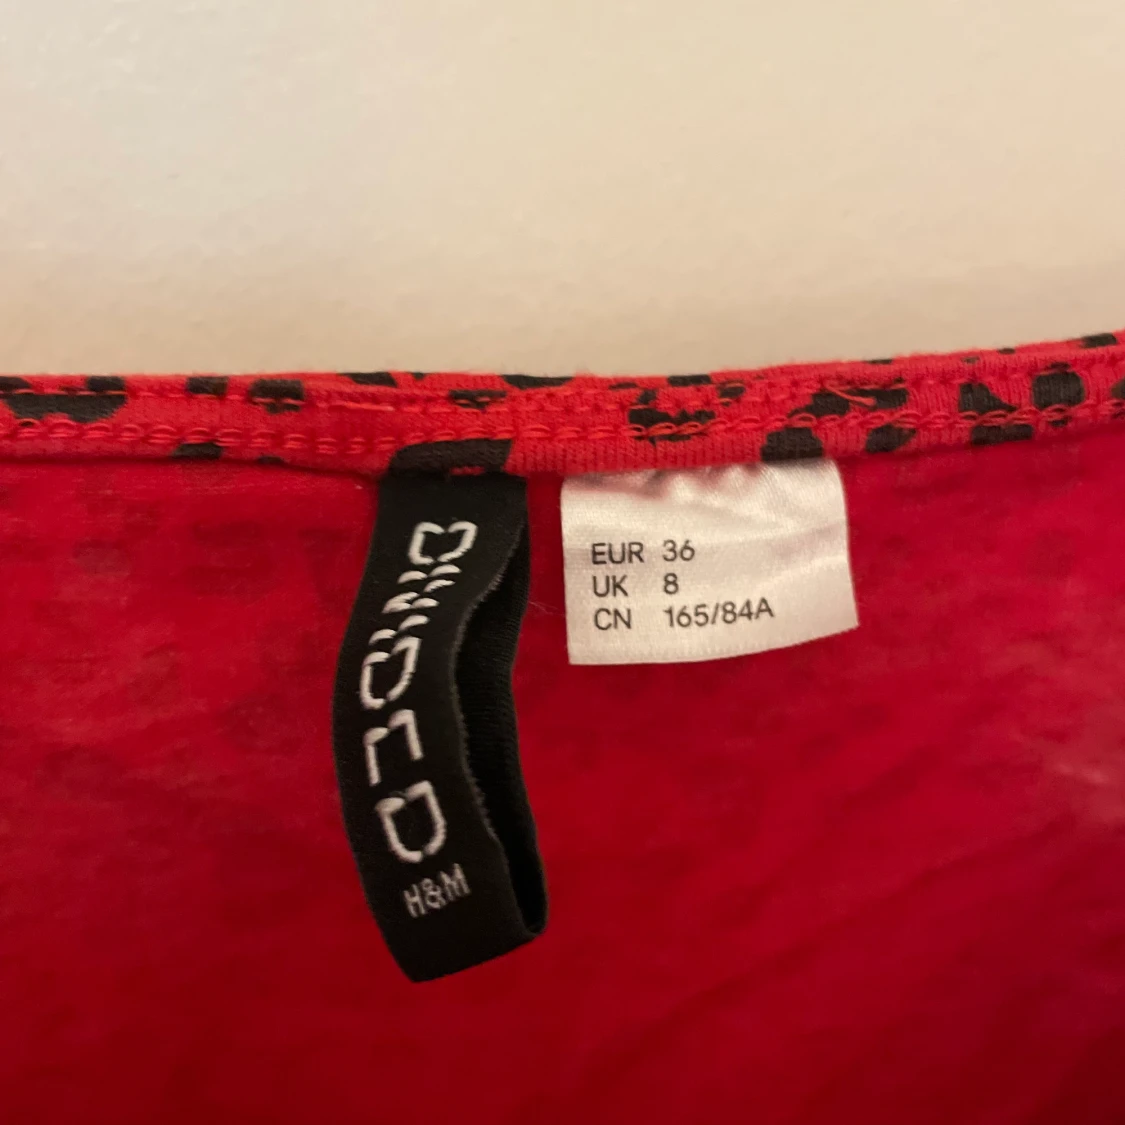 DIVIDED
H&M
EUR 36
UK 8
CN 165/84A